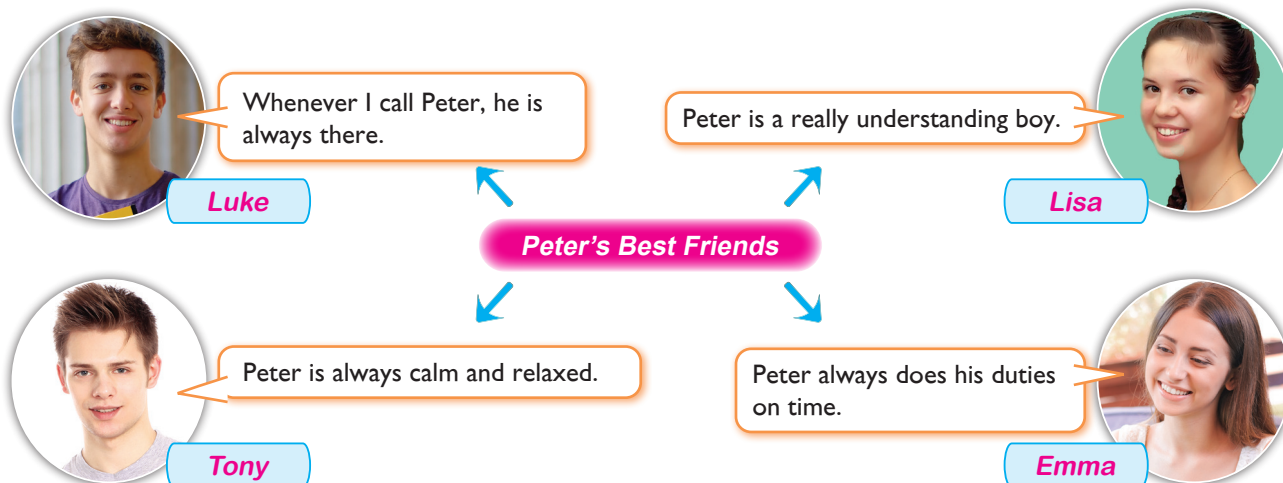 Whenever I call Peter, he is
always there.
Luke
Peter is a really understanding boy.
Lisa
Peter's Best Friends
Peter is always calm and relaxed.
Tony
Peter always does his duties
on time.
Emma